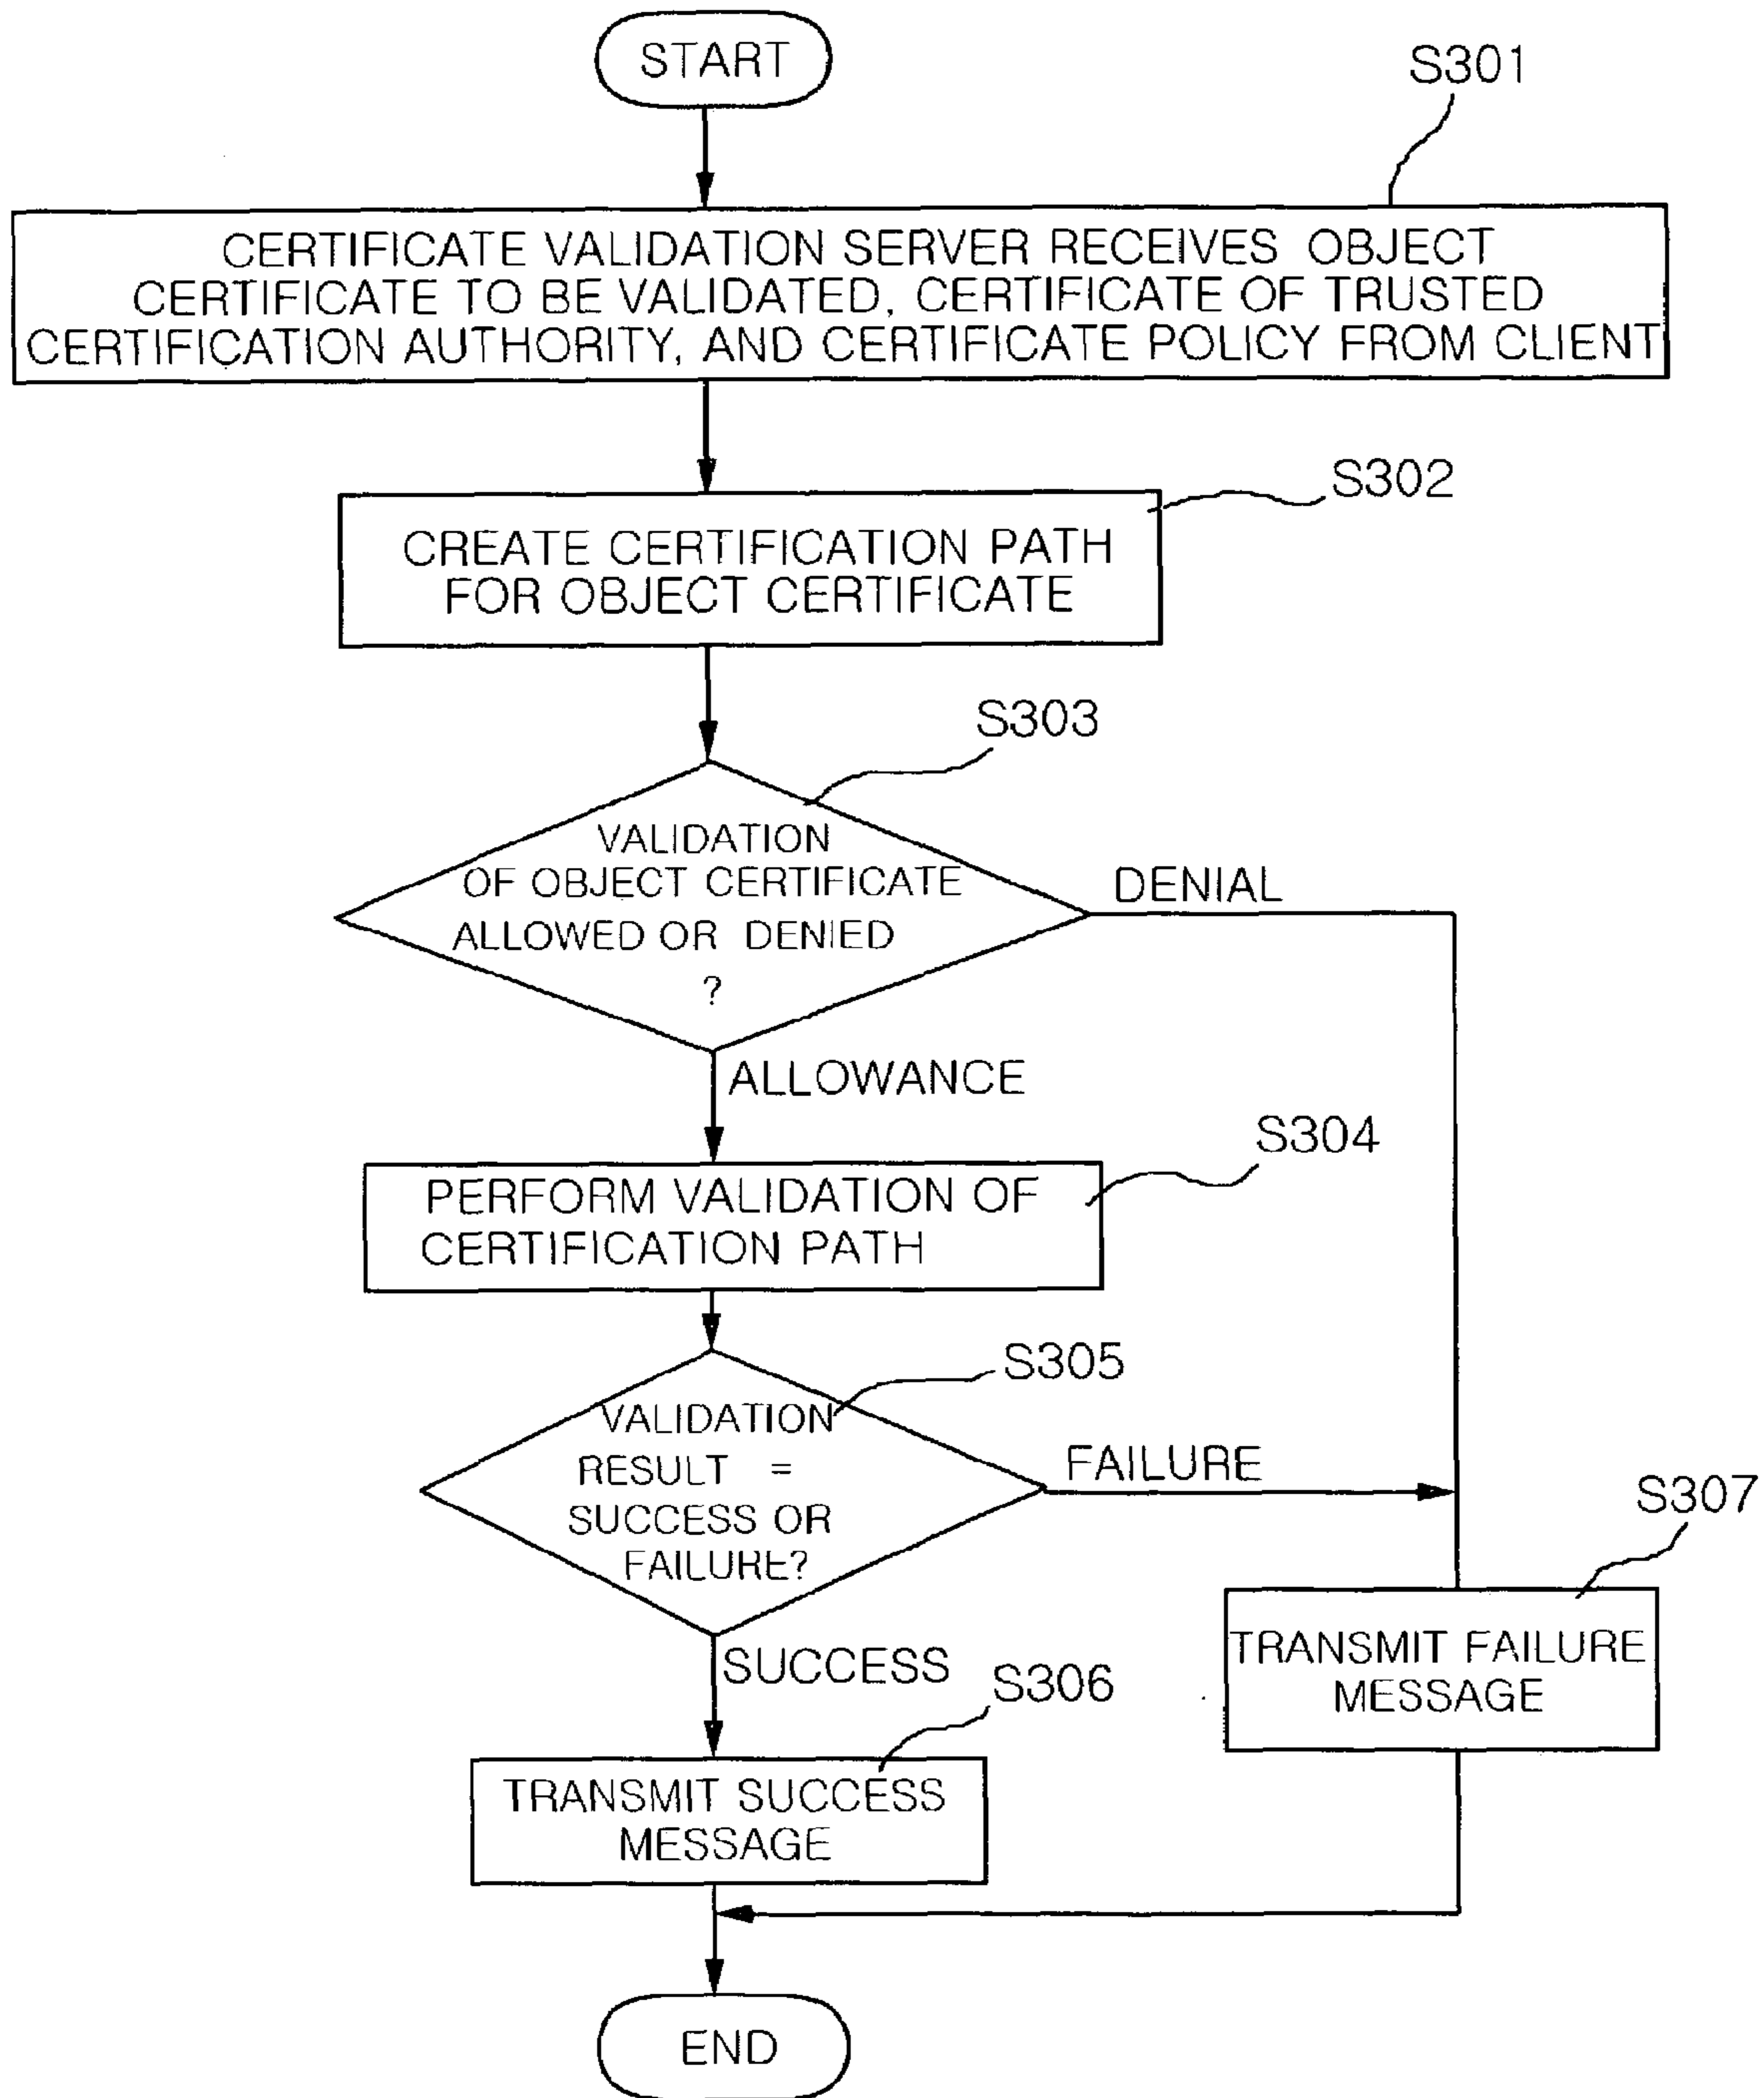 START
S301
CERTIFICATE VALIDATION SERVER RECEIVES OBJECT
CERTIFICATE TO BE VALIDATED, CERTIFICATE OF TRUSTED
CERTIFICATION AUTHORITY, AND CERTIFICATE POLICY FROM CLIENT
S302
CREATE CERTIFICATION PATH
FOR OBJECT CERTIFICATE
S303
VALIDATION
OF OBJECT CERTIFICATE
ALLOWED OR DENIED
?
DENIAL
ALLOWANCE
S304
PERFORM VALIDATION OF
CERTIFICATION PATH
S305
VALIDATION
RESULT =
SUCCESS OR
FAILURE?
FAILURE
S307
TRANSMIT FAILURE
MESSAGE
SUCCESS
S306
TRANSMIT SUCCESS
MESSAGE
END